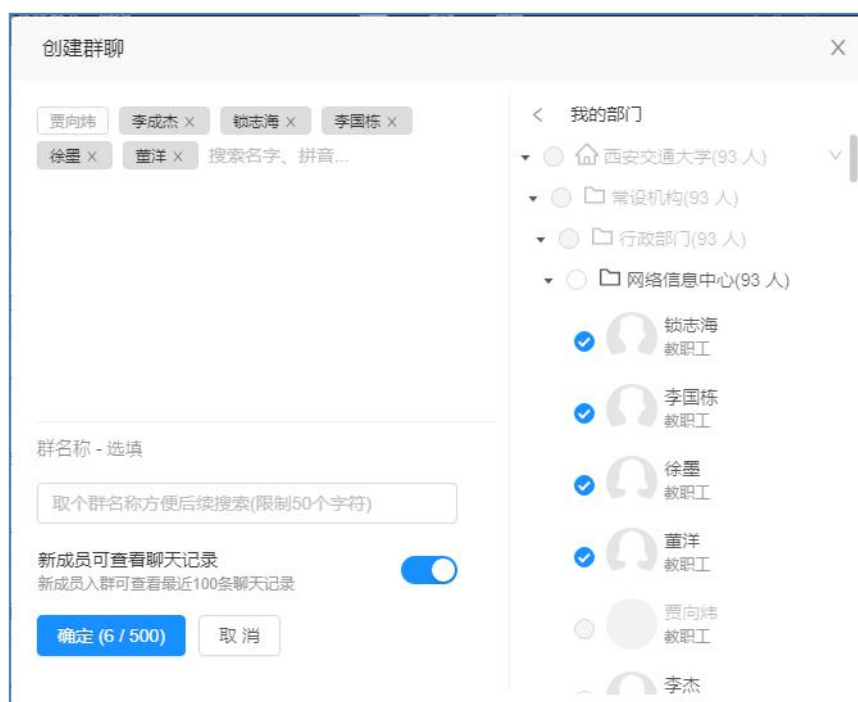 创建群聊
贾向炜 李成杰 × 锁志海 × 李国栋 ×
徐墨 × 董洋 × 搜索名字、拼音...
群名称 - 选填
取个群名称方便后续搜索(限制50个字符)
新成员可查看聊天记录
新成员入群可查看最近100条聊天记录
确定 (6 / 500) 取 消
我的部门
西安交通大学(93 人)
常设机构(93 人)
行政部门(93 人)
网络信息中心(93 人)
锁志海
教职工
李国栋
教职工
徐墨
教职工
董洋
教职工
贾向炜
教职工
李杰